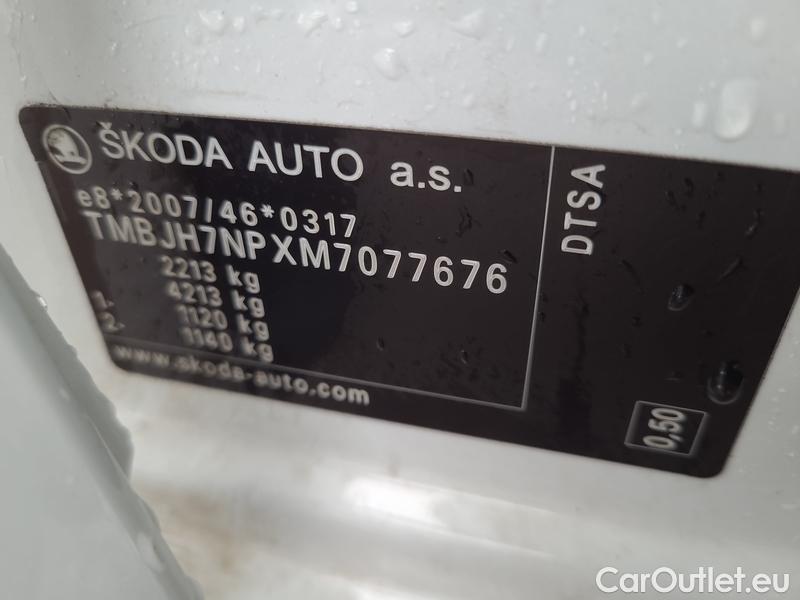 ŠKODA AUTO a.s.
e8*2007/46*0317
TMBJH7NPXM7077676
2213 kg
4213 kg
1- 1120 kg
2- 1140 kg
www.skoda-auto.com
DTSA
0,50
CarOutlet.eu